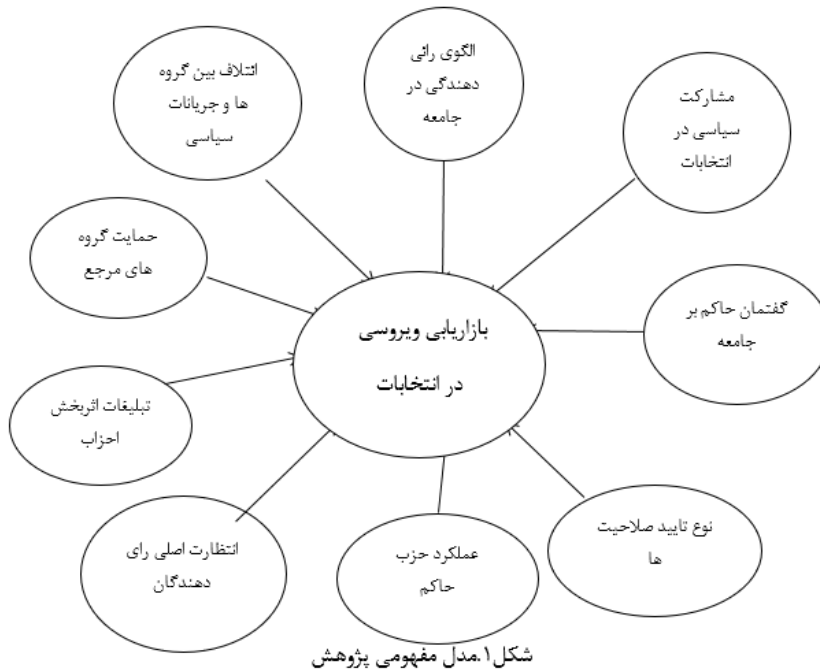 الگوی رائی
دهندگی در
جامعه
مشارکت
سیاسی در
انتخابات
ائتلاف بین گروه
ها و جریانات
سیاسی
حمایت گروه
های مرجع
گفتمان حاکم بر
جامعه
بازاریابی ویروسی
در انتخابات
تبلیغات اثربخش
احزاب
نوع تایید صلاحیت
ها
عملکرد حزب
حاکم
انتظارت اصلی رای
دهندگان
شکل۱.مدل مفهومی پژوهش